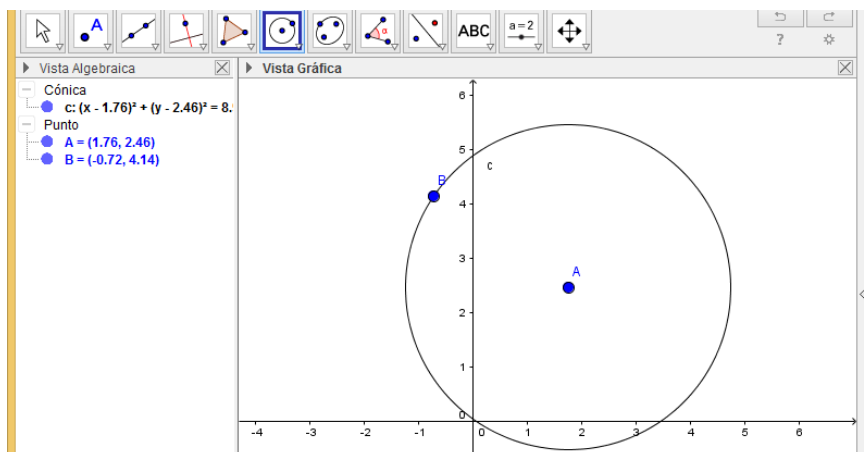 A
α
ABC
a=2
?
Vista Algebraica
Vista Gráfica
Cónica
c: (x - 1.76)² + (y - 2.46)² = 8.
Punto
A = (1.76, 2.46)
B = (-0.72, 4.14)
6
5
c
B
4
3
A
2
1
0
-4 -3 -2 -1 0 1 2 3 4 5 6